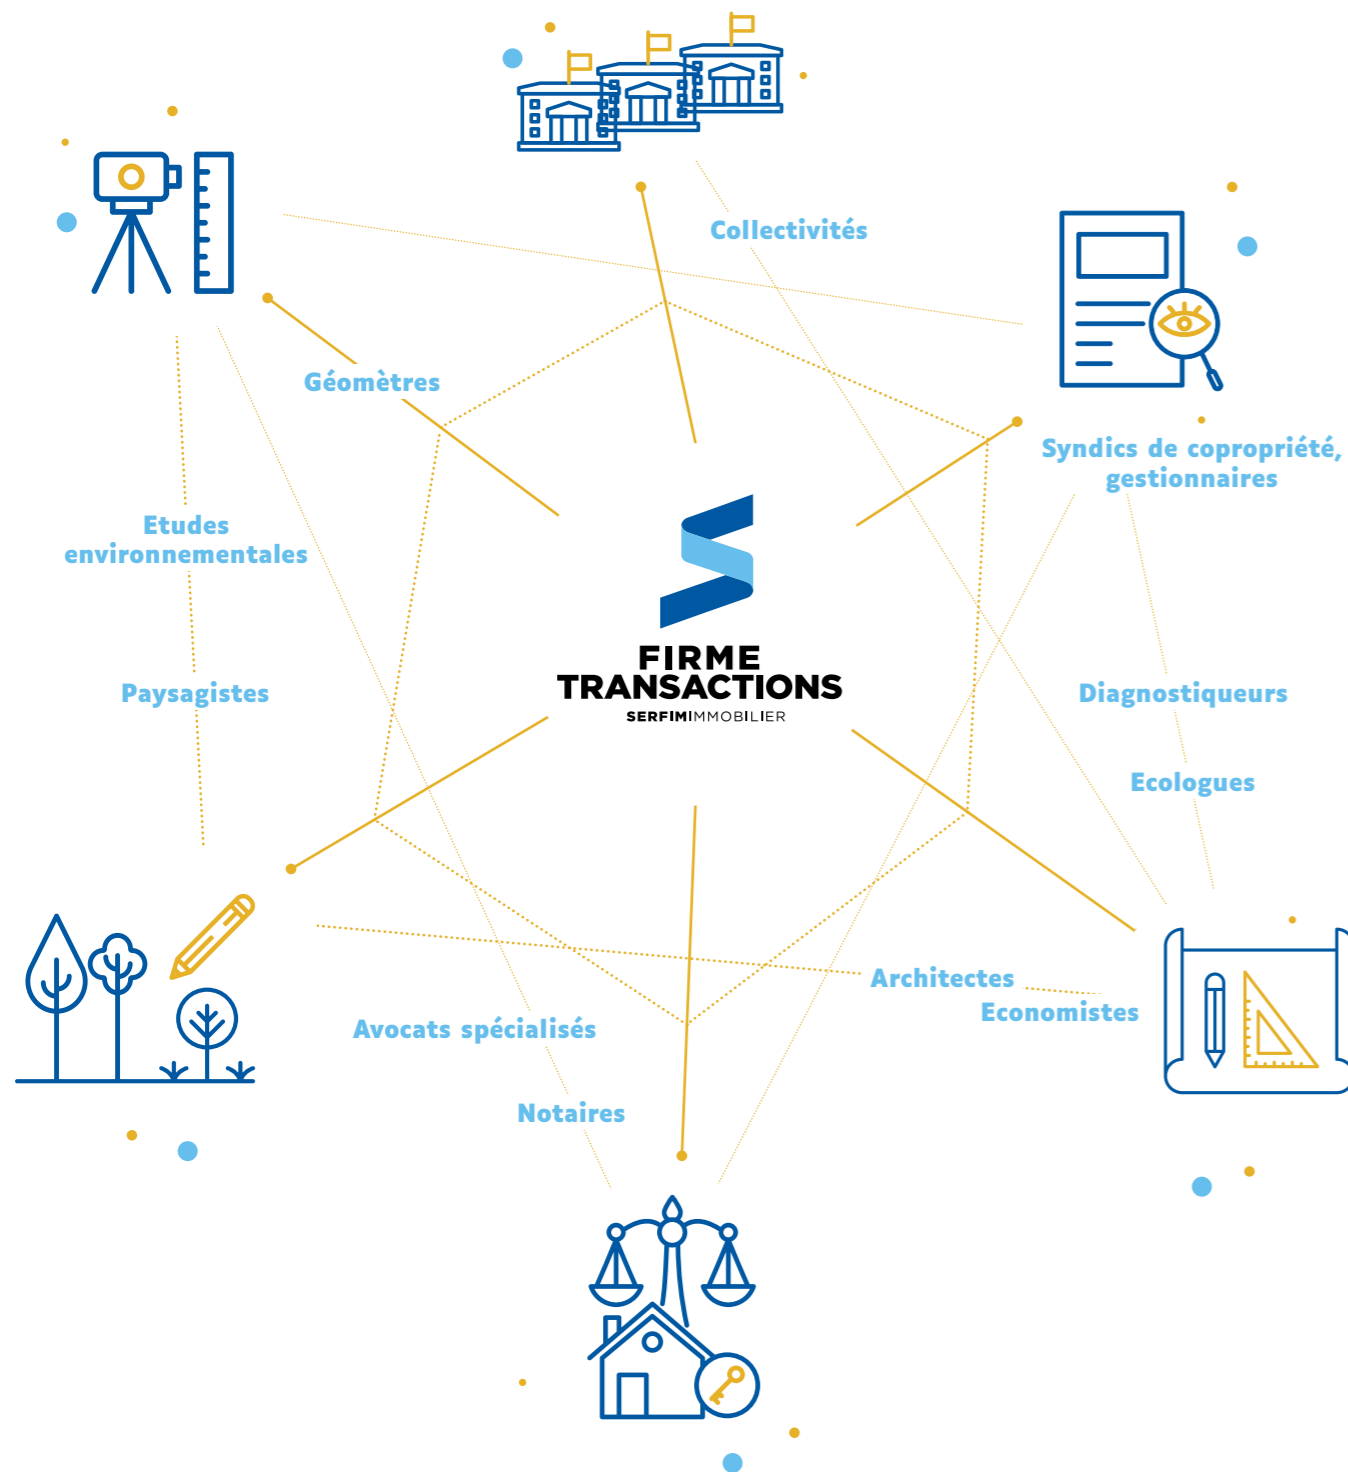 Collectivités
Géomètres
Syndics de copropriété,
gestionnaires
Etudes
environnementales
FIRME
TRANSACTIONS
SERFIMIMMOBILIER
Paysagistes
Diagnostiqueurs
Ecologues
Architectes
Economistes
Avocats spécialisés
Notaires